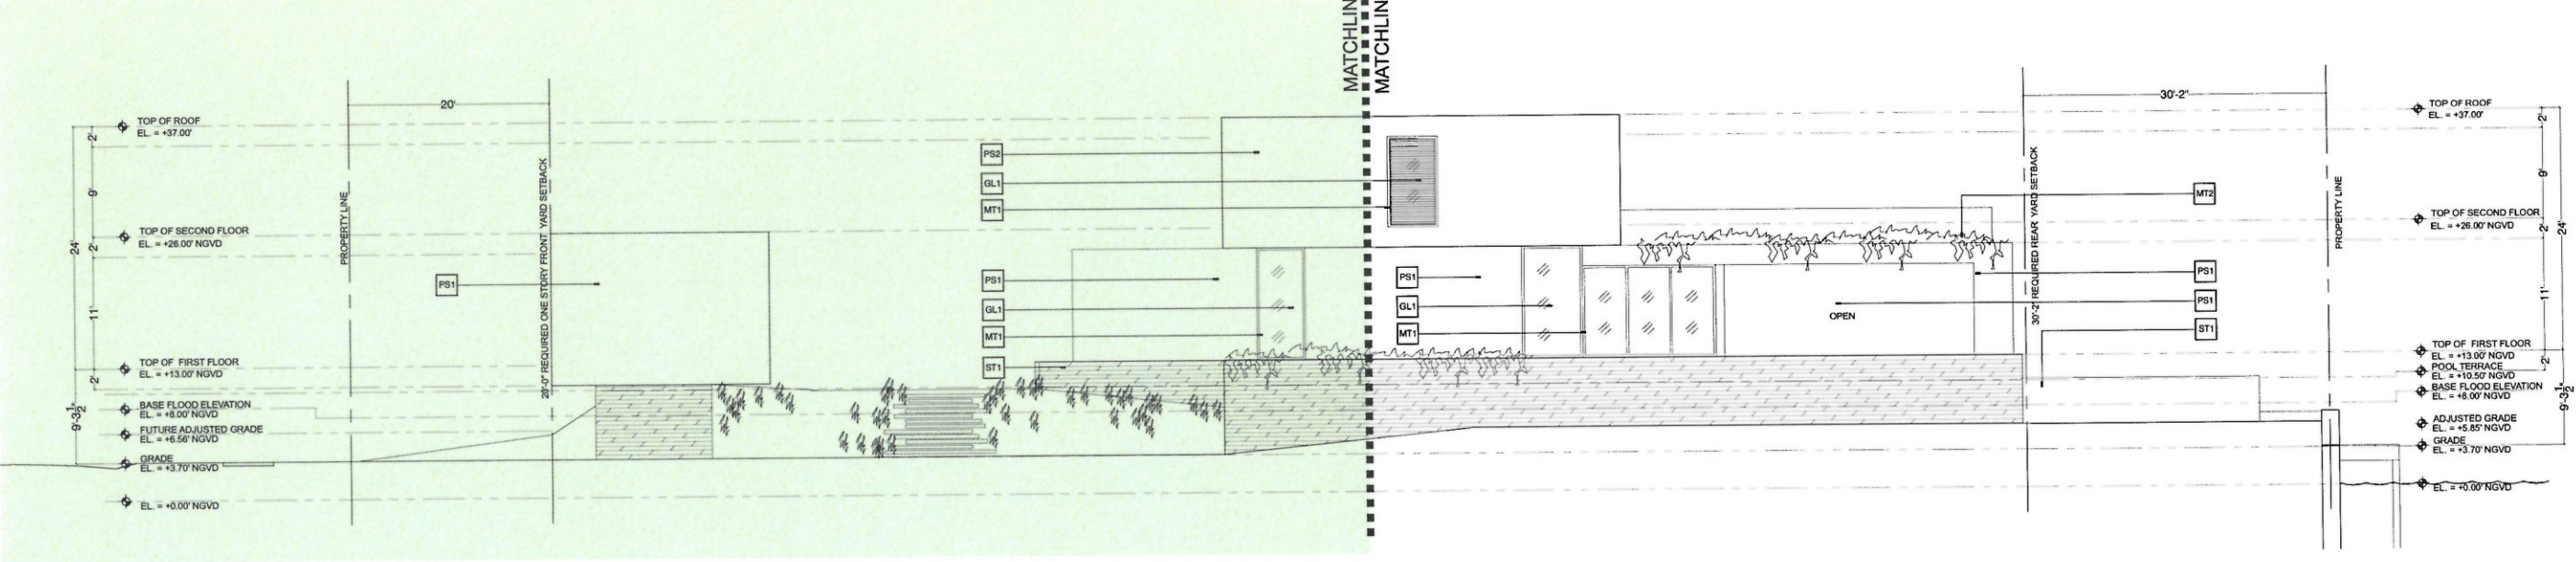 MATCHLIN
MATCHLIN
20'
30'-2"
TOP OF ROOF
EL. = +37.00'
2'
9'
24'
2'
11'
2'
9'-3 1/2
TOP OF SECOND FLOOR
EL. = +26.00' NGVD
TOP OF FIRST FLOOR
EL. = +13.00' NGVD
BASE FLOOD ELEVATION
EL. = +8.00' NGVD
FUTURE ADJUSTED GRADE
EL. = +6.56' NGVD
GRADE
EL. = +3.70' NGVD
EL. = +0.00' NGVD
PROPERTY LINE
20'-0" REQUIRED ONE STORY FRONT YARD SETBACK
PS1
PS2
GL1
MT1
PS1
GL1
MT1
ST1
PS1
GL1
MT1
OPEN
30'-2" REQUIRED REAR YARD SETBACK
MT2
PS1
PS1
ST1
PROPERTY LINE
TOP OF ROOF
EL. = +37.00'
TOP OF SECOND FLOOR
EL. = +26.00' NGVD
TOP OF FIRST FLOOR
EL. = +13.00' NGVD
POOL TERRACE
EL. = +10.50' NGVD
BASE FLOOD ELEVATION
EL. = +8.00' NGVD
ADJUSTED GRADE
EL. = +5.85' NGVD
GRADE
EL. = +3.70' NGVD
EL. = +0.00' NGVD
2'
9'
2'
24'
11'
2'
9'-3 1/2